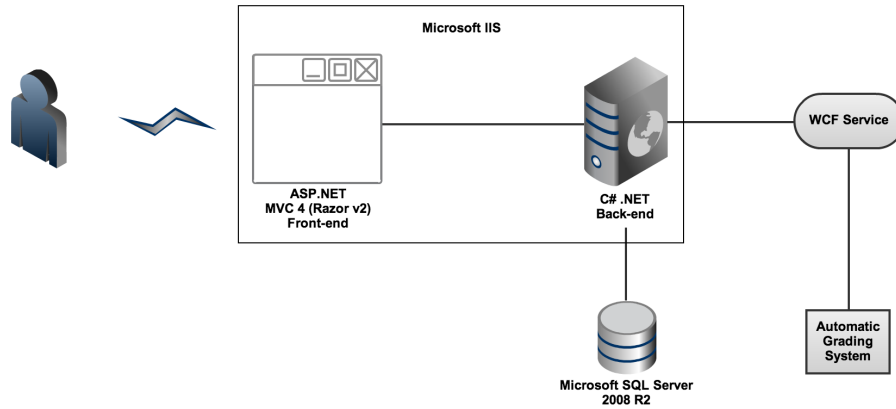 Microsoft IIS
ASP.NET
MVC 4 (Razor v2)
Front-end
C# .NET
Back-end
WCF Service
Automatic
Grading
System
Microsoft SQL Server
2008 R2